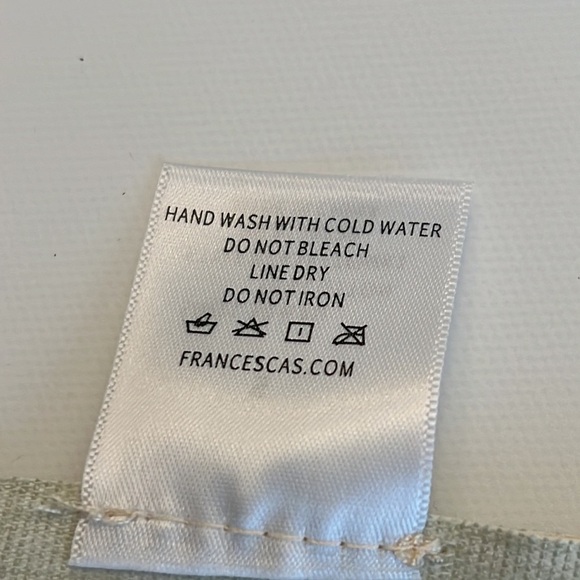 HAND WASH WITH COLD WATER
DO NOT BLEACH
LINE DRY
DO NOT IRON
FRANCESCAS.COM